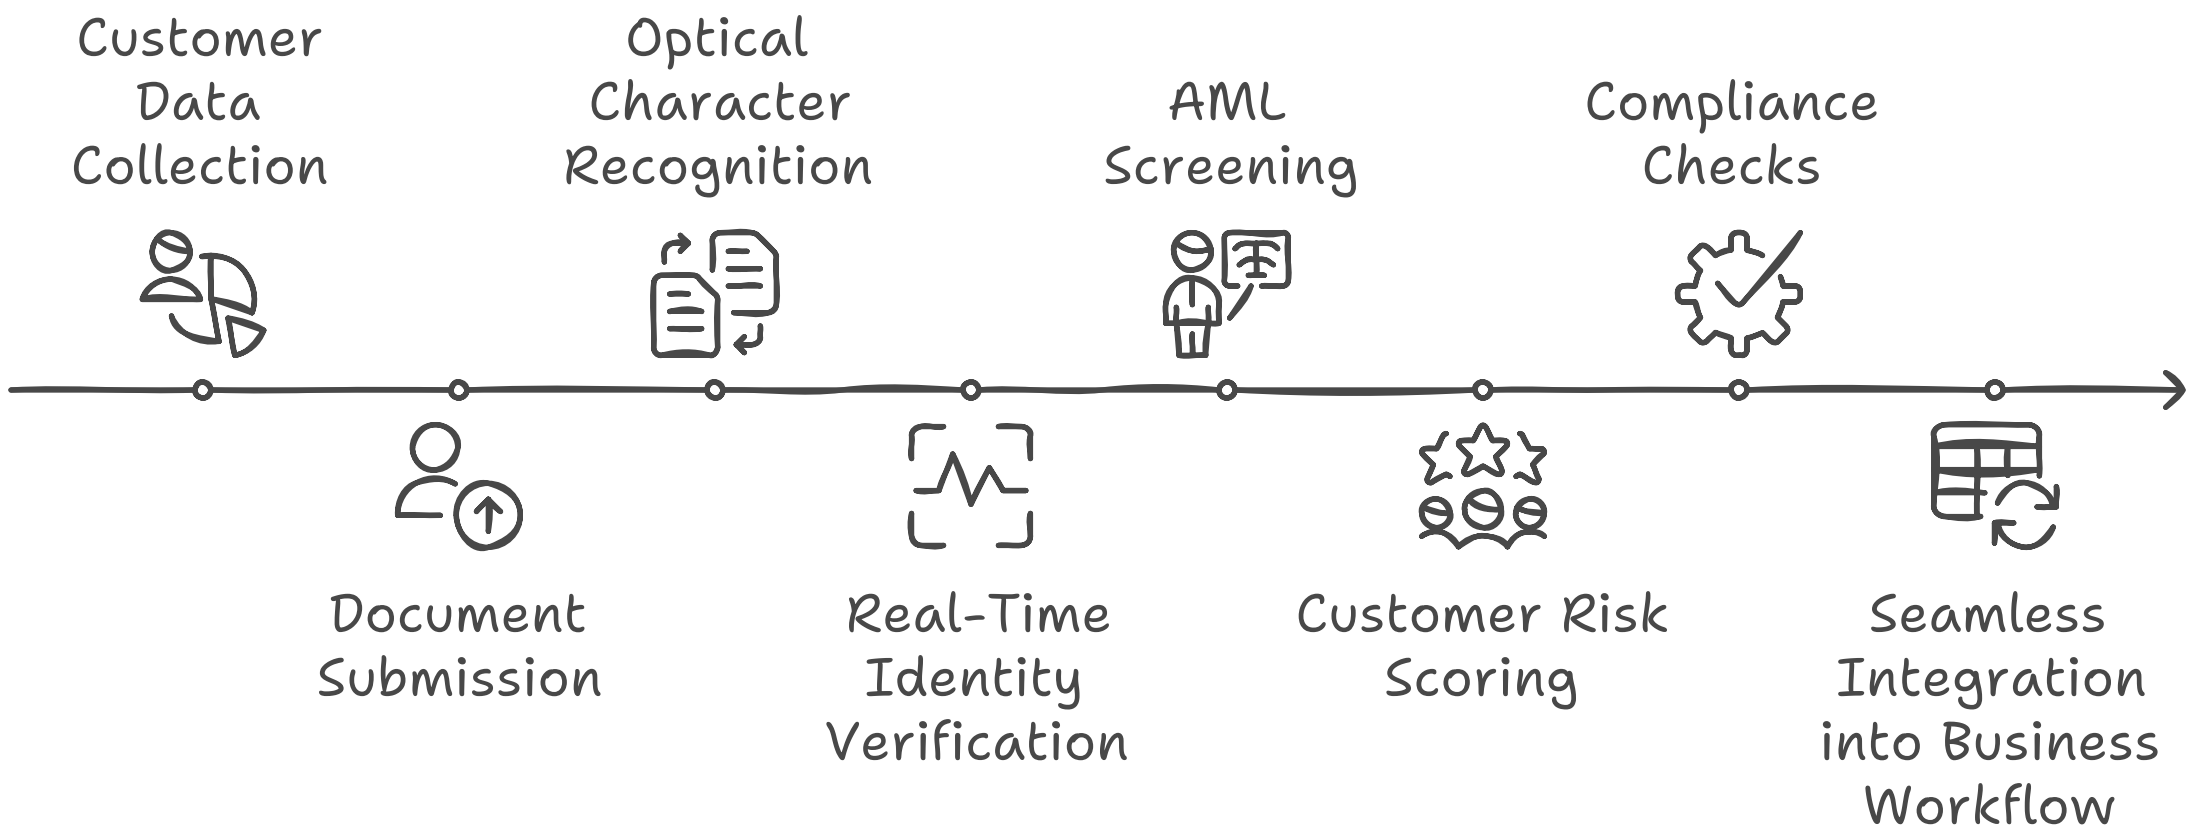 Customer
Data
Collection
Document
Submission
Optical
Character
Recognition
Real-Time
Identity
Verification
AML
Screening
Customer Risk
Scoring
Compliance
Checks
Seamless
Integration
into Business
Workflow